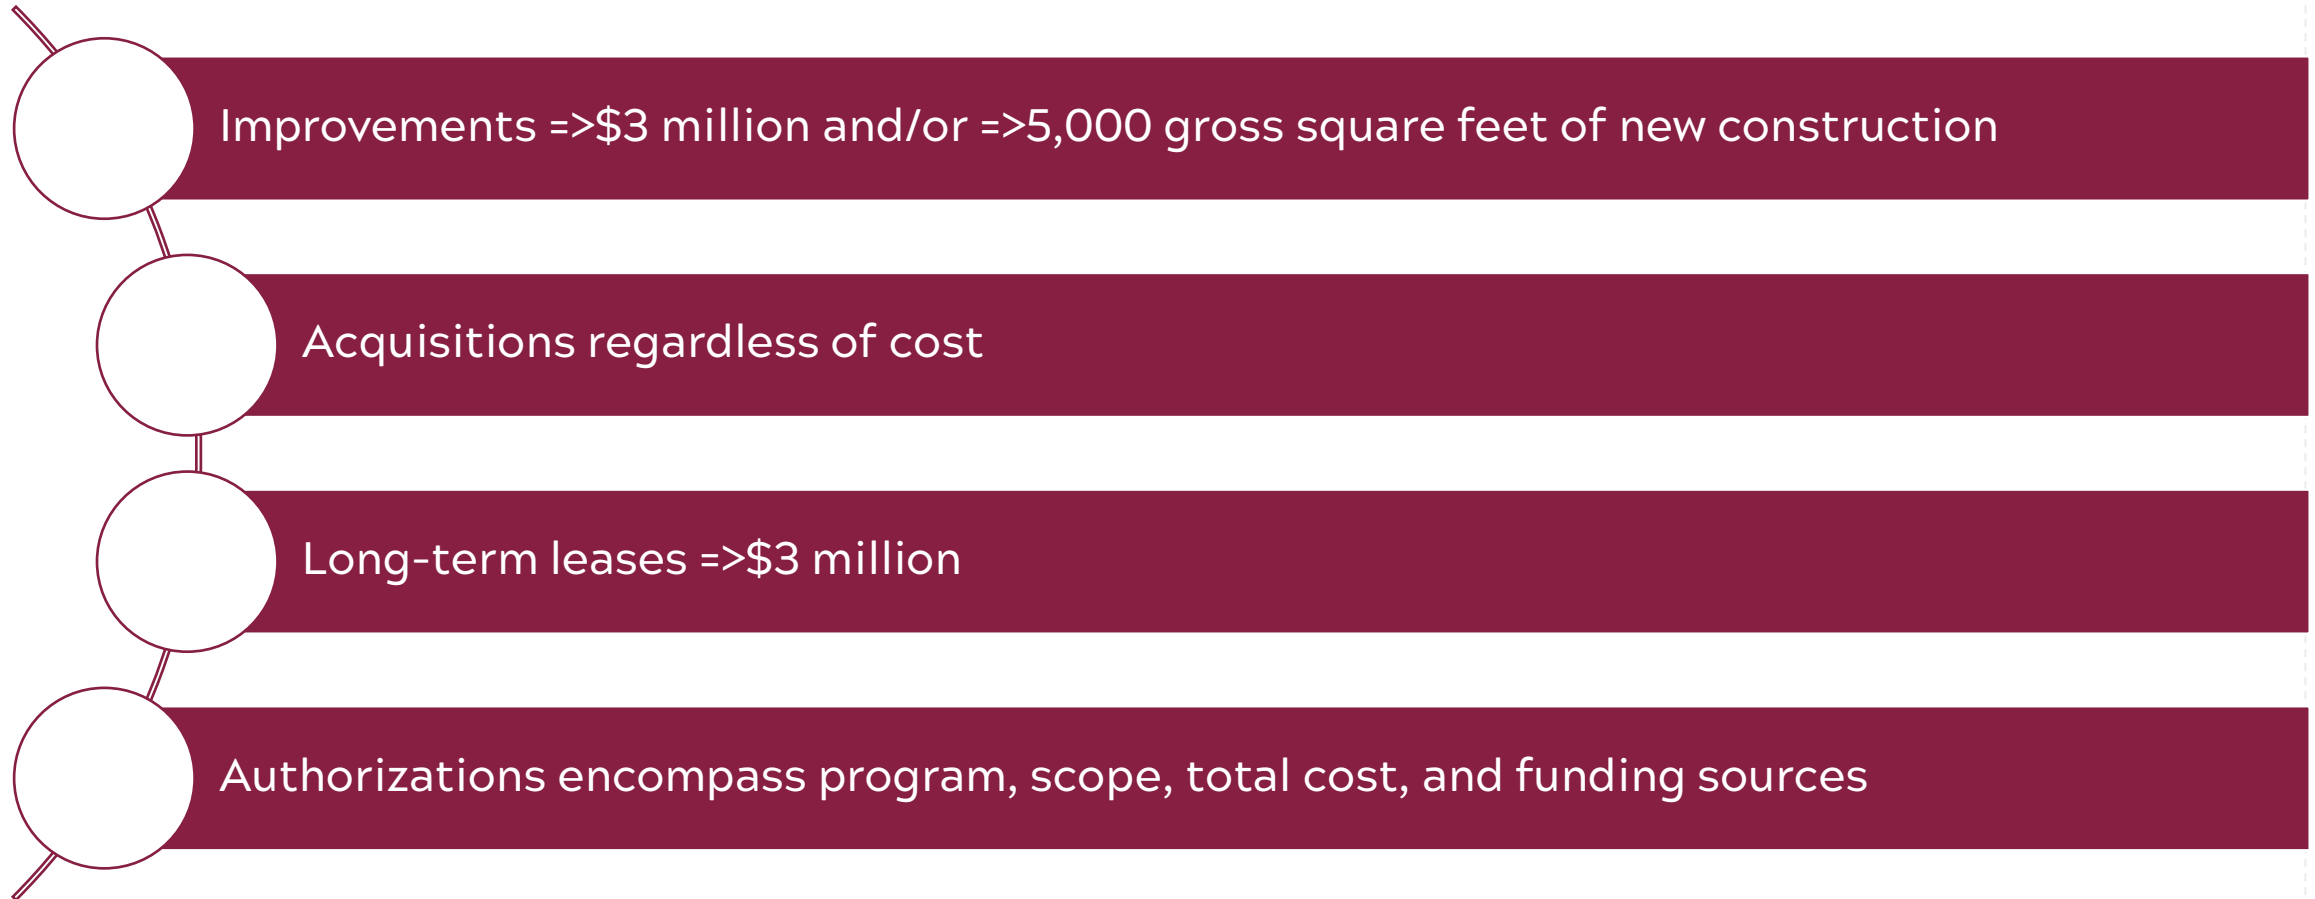 Improvements =>$3 million and/or =>5,000 gross square feet of new construction
Acquisitions regardless of cost
Long-term leases =>$3 million
Authorizations encompass program, scope, total cost, and funding sources